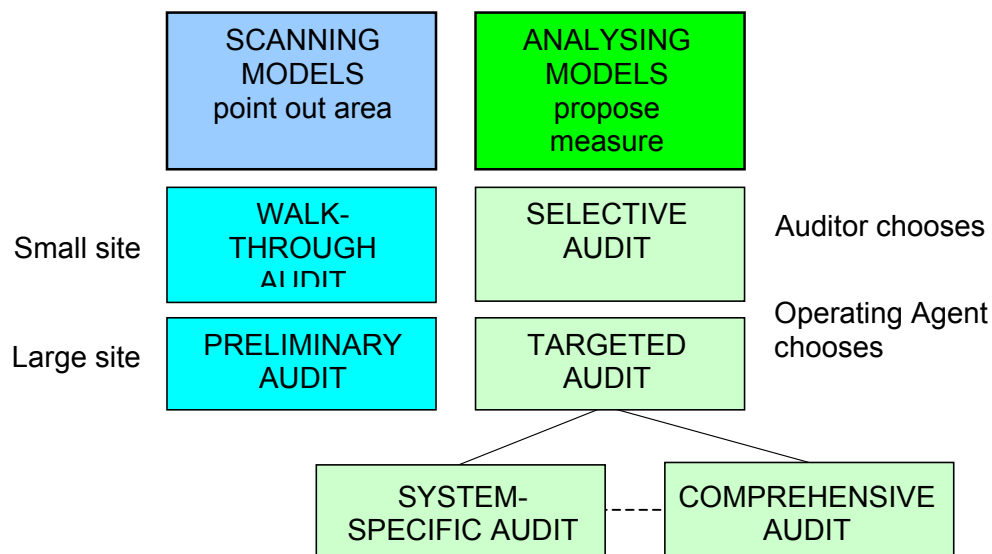 SCANNING
MODELS
point out area
ANALYSING
MODELS
propose
measure
Small site
WALK-
THROUGH
AUDIT
SELECTIVE
AUDIT
Auditor chooses
Large site
PRELIMINARY
AUDIT
TARGETED
AUDIT
Operating Agent
chooses
SYSTEM-
SPECIFIC AUDIT
COMPREHENSIVE
AUDIT